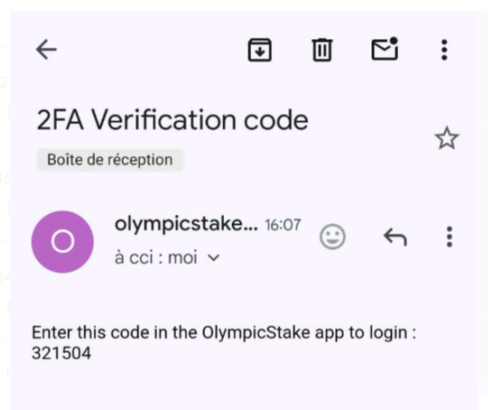 2FA Verification code
Boîte de réception
olympicstake... 16:07
à cci : moi
Enter this code in the OlympicStake app to login :
321504